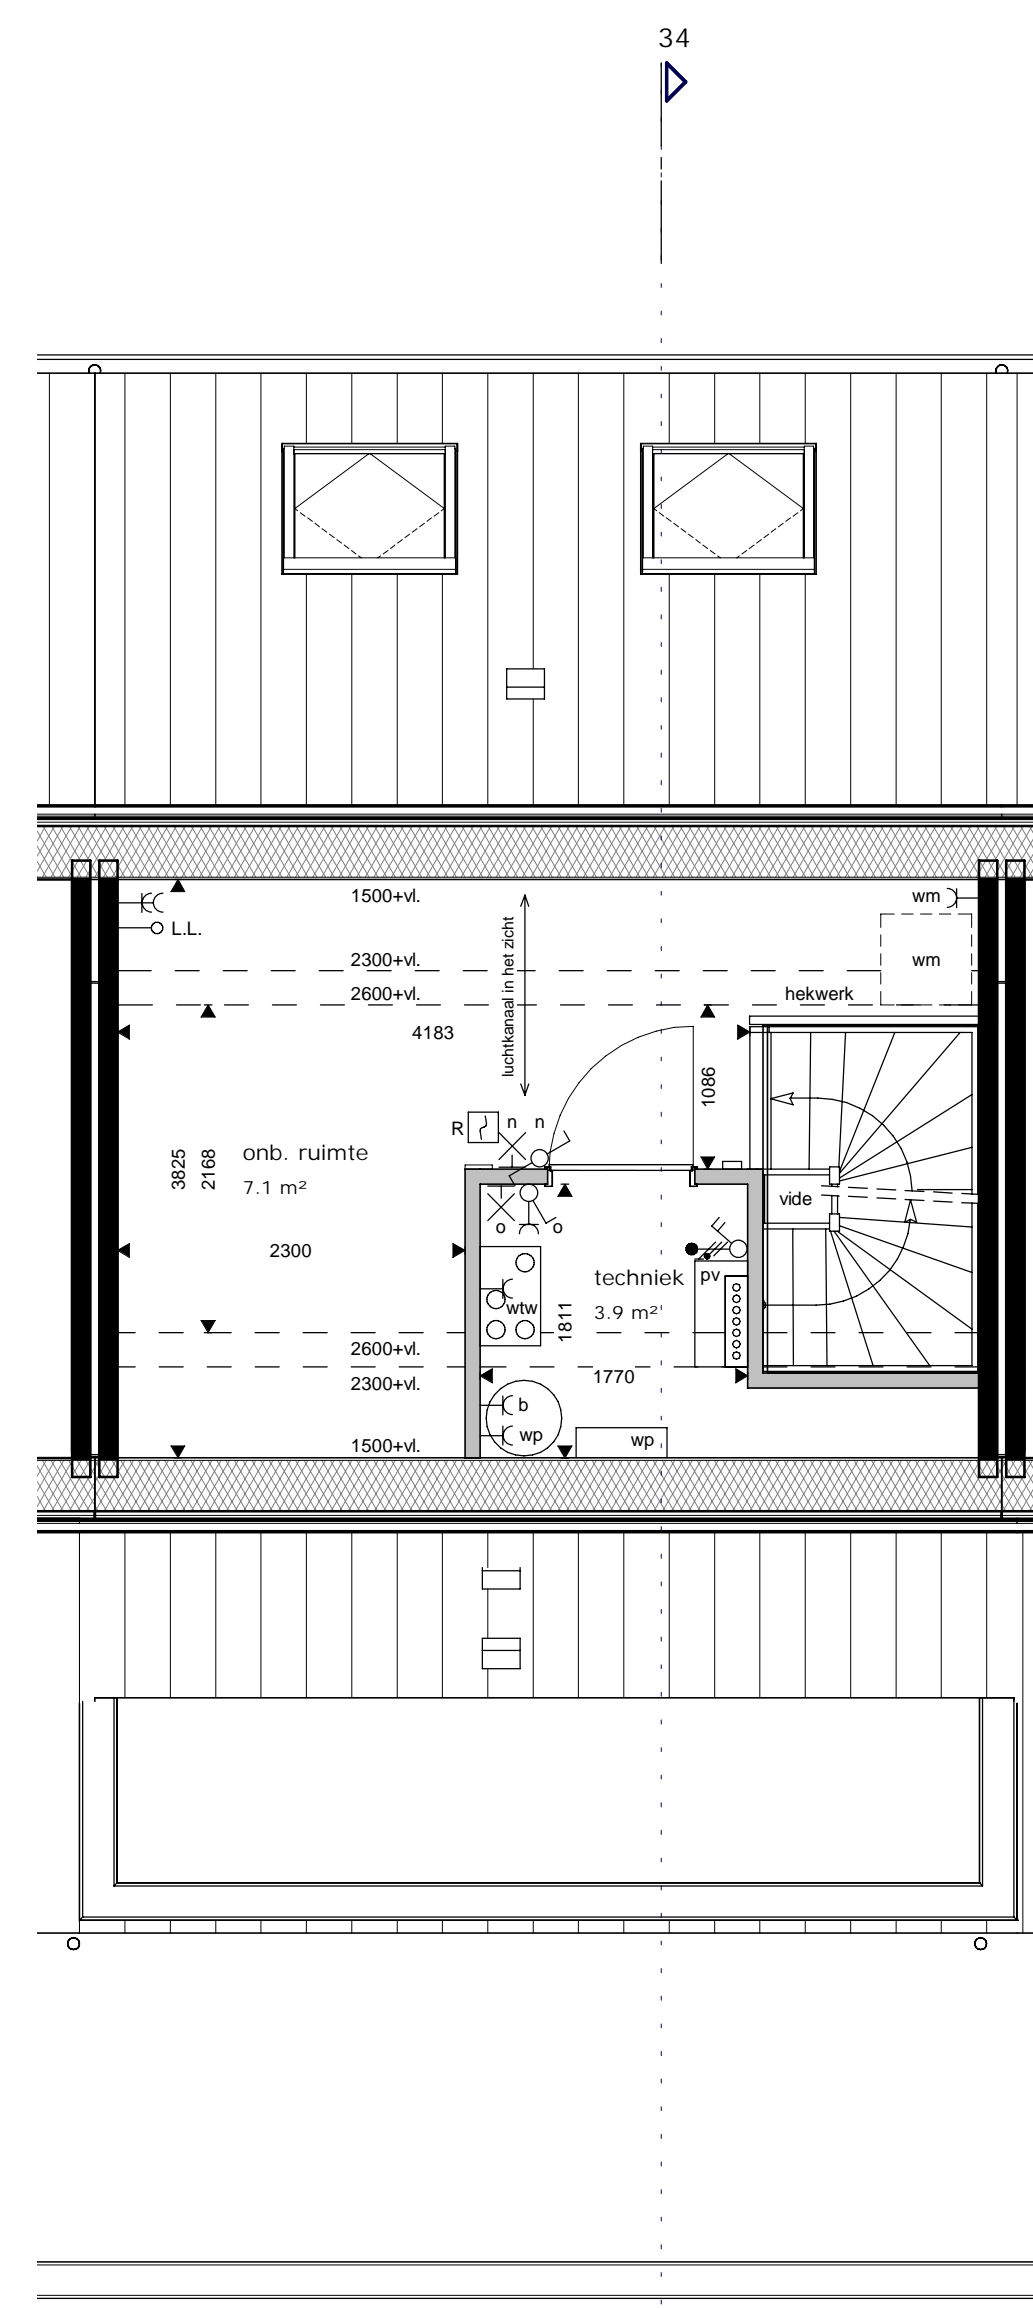 34
1500+vl.
wm
L.L.
luchtkanaal in het zicht
2300+vl.
wm
2600+vl.
hekwerk
4183
1086
R
n
n
3825
2168
onb. ruimte
7.1 m²
vide
o
o
2300
techniek
pv
3.9 m²
wtw
1811
2600+vl.
1770
2300+vl.
b
wp
wp
1500+vl.